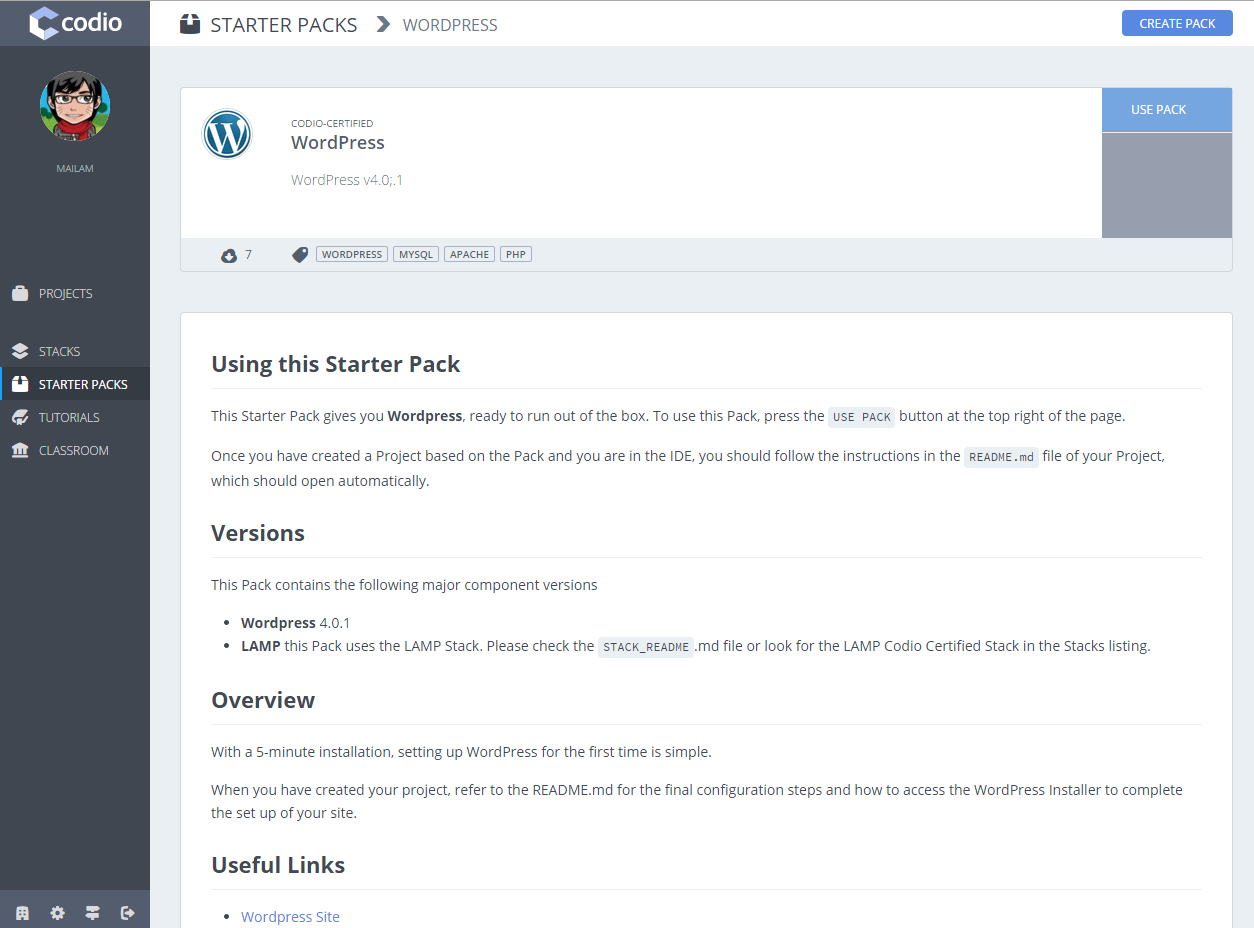 codio
STARTER PACKS
WORDPRESS
CREATE PACK
MAILAM
PROJECTS
STACKS
STARTER PACKS
TUTORIALS
CLASSROOM
CODIO-CERTIFIED
WordPress
WordPress v4.0;.1
USE PACK
7
WORDPRESS MYSQL APACHE PHP
Using this Starter Pack
This Starter Pack gives you Wordpress, ready to run out of the box. To use this Pack, press the USE PACK button at the top right of the page.
Once you have created a Project based on the Pack and you are in the IDE, you should follow the instructions in the README.md file of your Project,
which should open automatically.
Versions
This Pack contains the following major component versions
• Wordpress 4.0.1
• LAMP this Pack uses the LAMP Stack. Please check the STACK_README.md file or look for the LAMP Codio Certified Stack in the Stacks listing.
Overview
With a 5-minute installation, setting up WordPress for the first time is simple.
When you have created your project, refer to the README.md for the final configuration steps and how to access the WordPress Installer to complete
the set up of your site.
Useful Links
• Wordpress Site